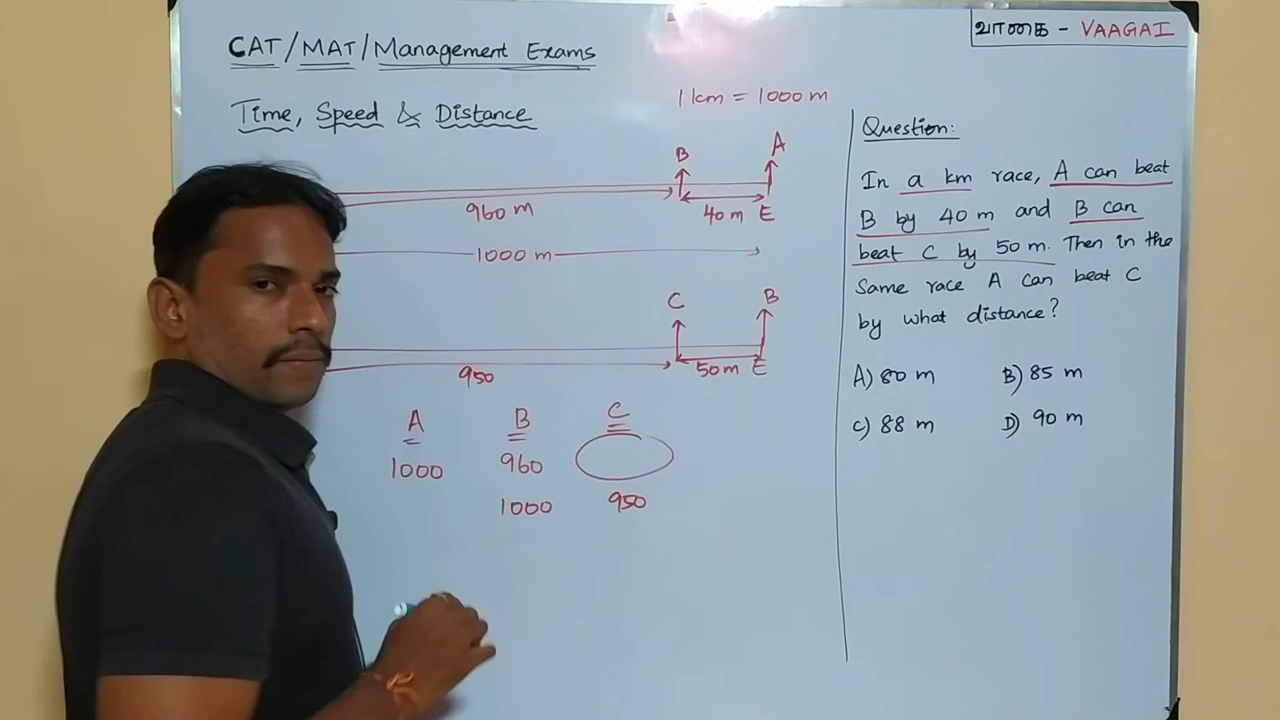 CAT/MAT/Management Exams
வாகை - VAAGAI
Time, Speed & Distance
1 km = 1000 m
B A
960 m 40 m E
1000 m
C B
950 50 m E
A B C
1000 960
1000 950
Question:
In a km race, A can beat
B by 40 m and B can
beat C by 50 m. Then in the
Same race A can beat C
by what distance?
A) 80 m B) 85 m
C) 88 m D) 90 m